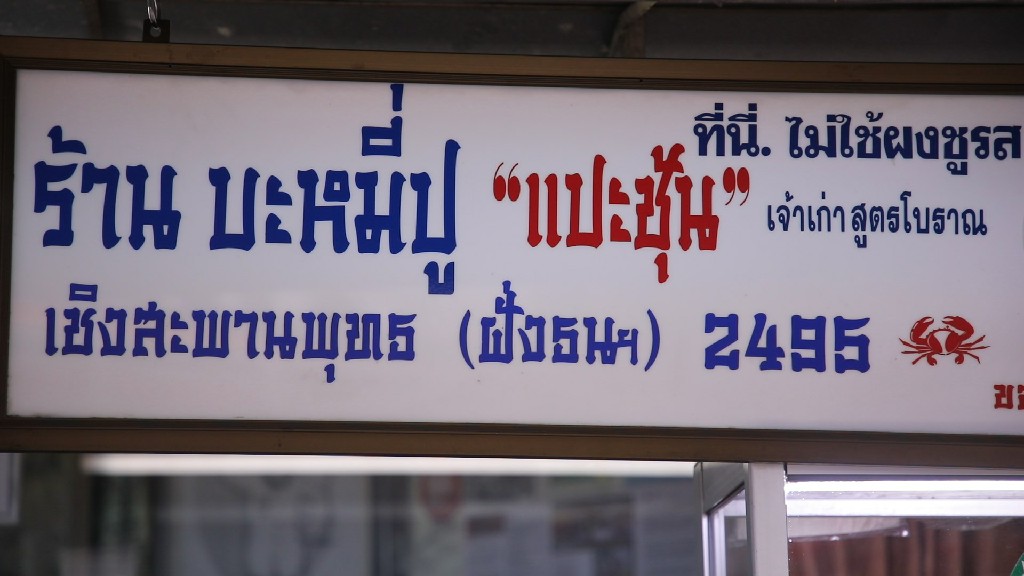 ร้าน บะหมี่ปู “แปะซุ้น”
ที่นี่. ไม่ใช้ผงชูรส
เจ้าเก่า สูตรโบราณ
เชิงสะพานพุทธ (ฝั่งธนฯ) 2495